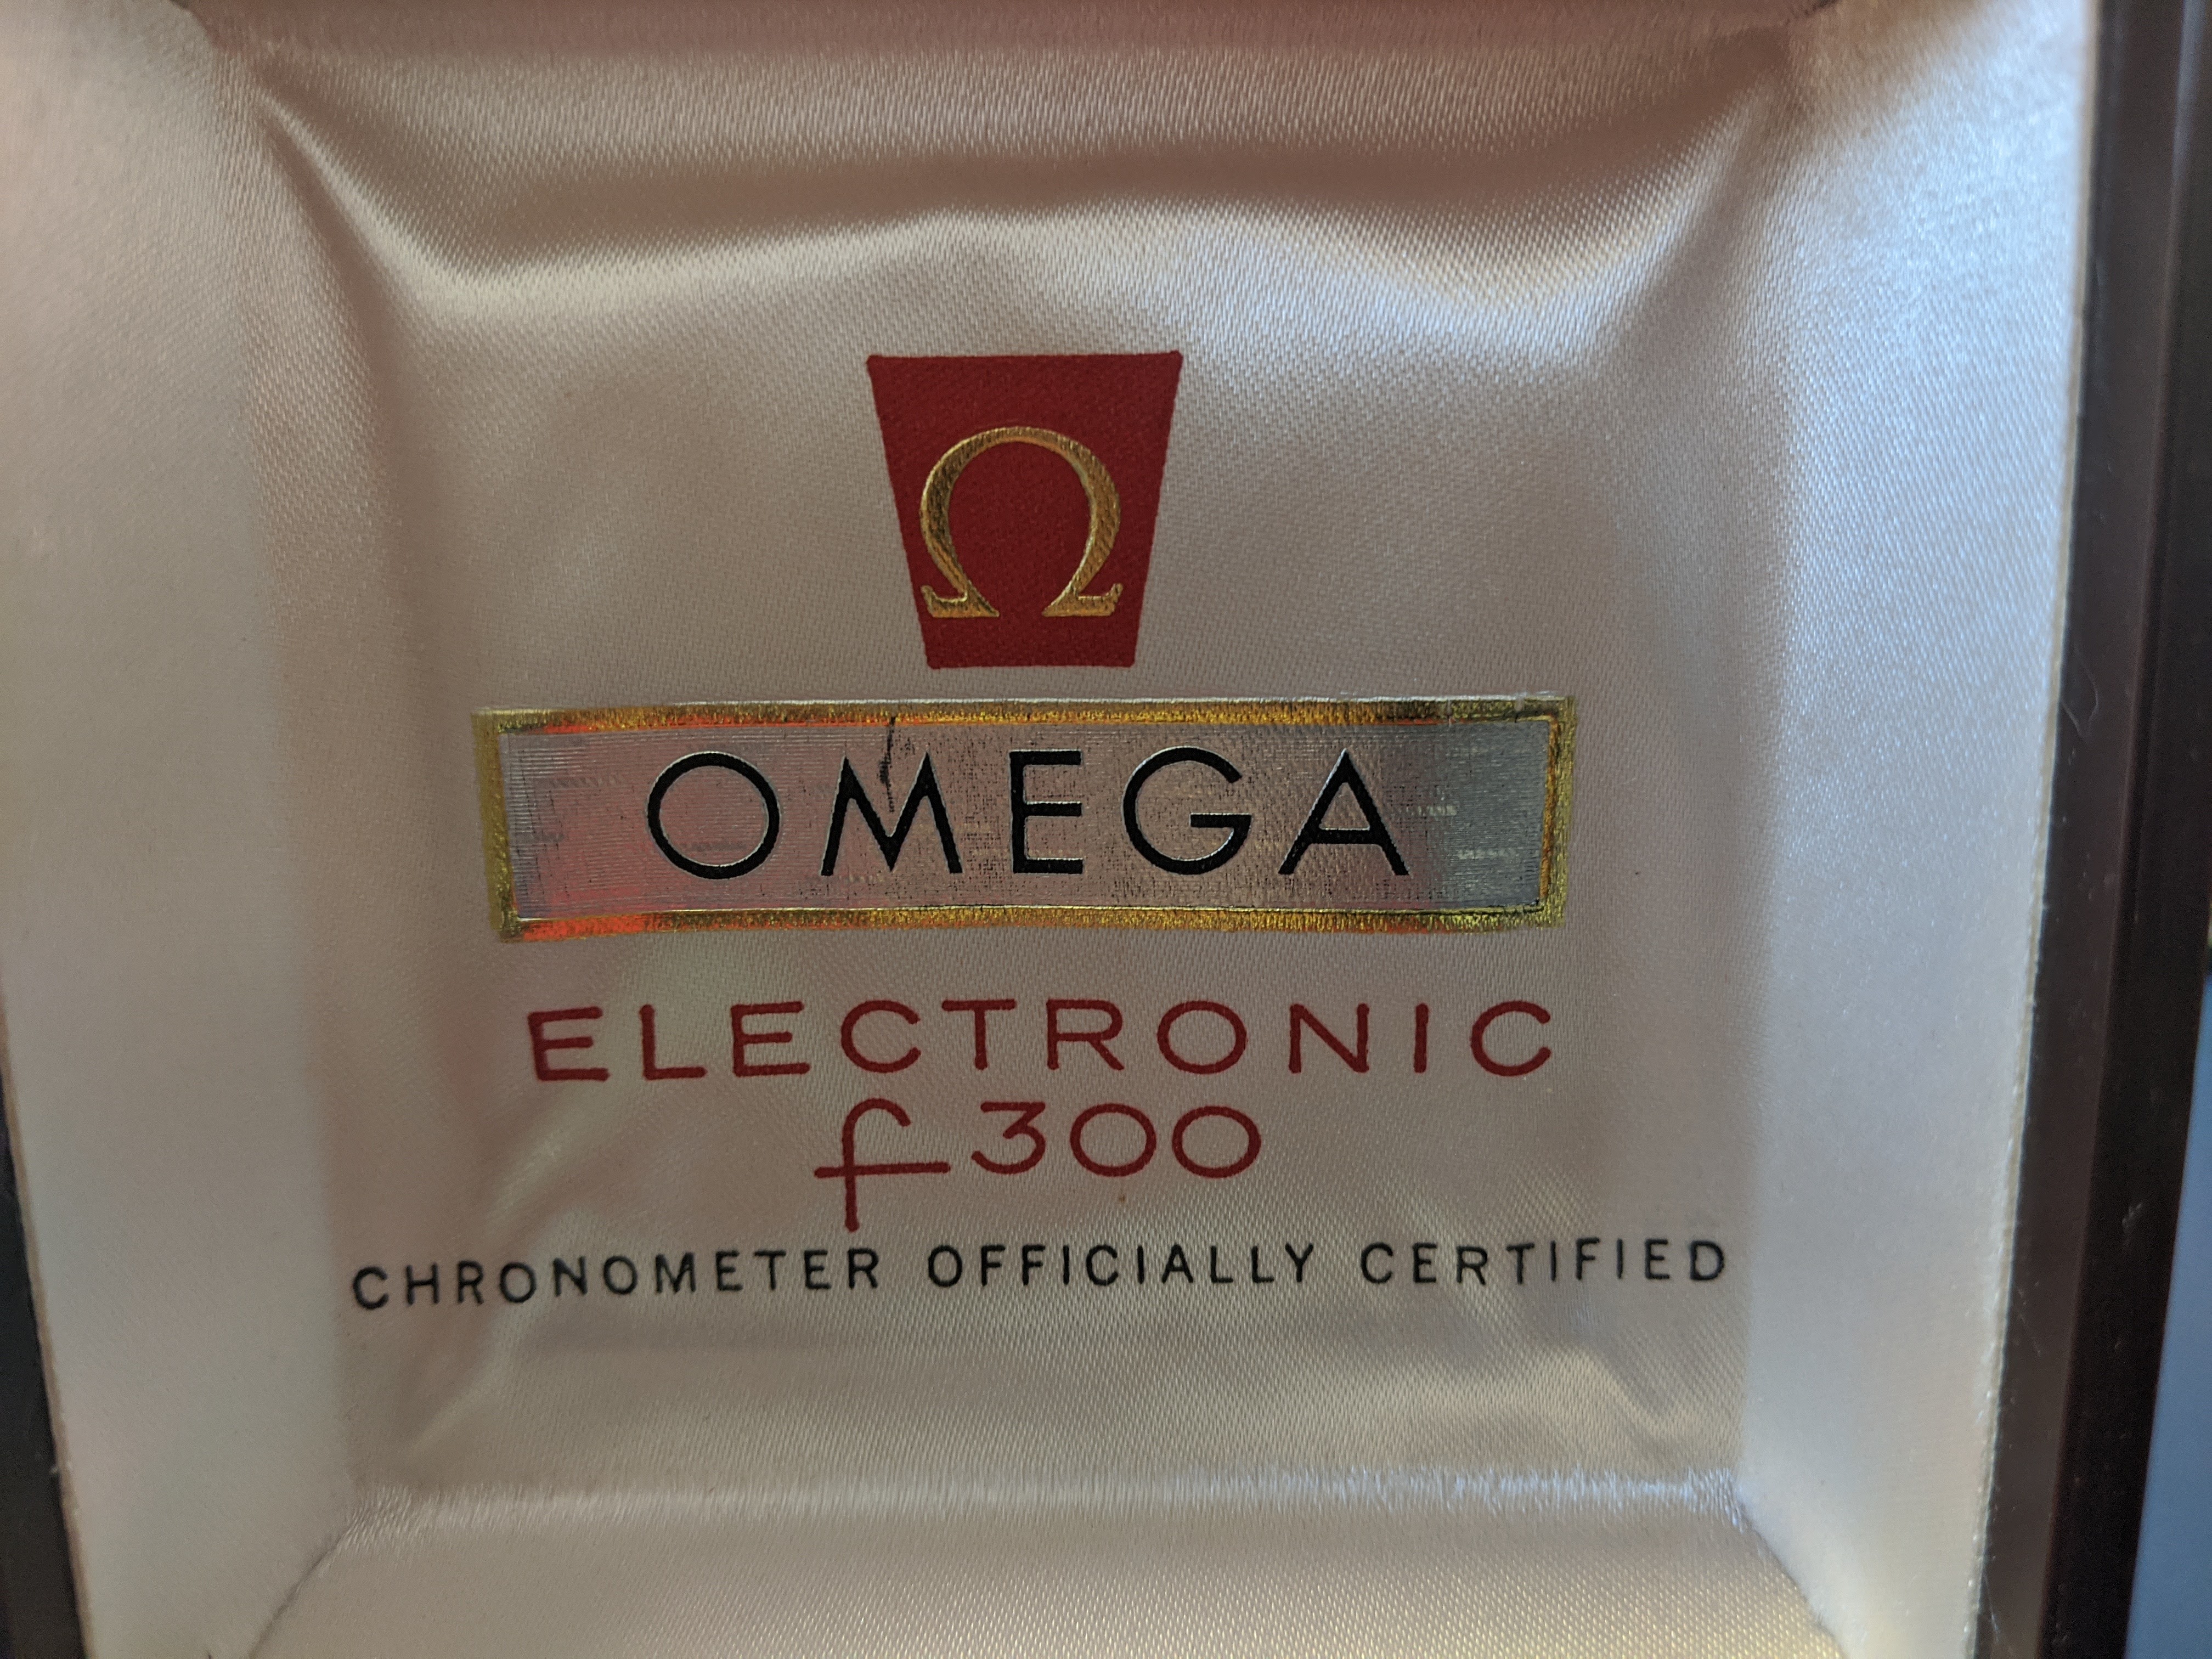 Ω
OMEGA
ELECTRONIC
f300
CHRONOMETER OFFICIALLY CERTIFIED